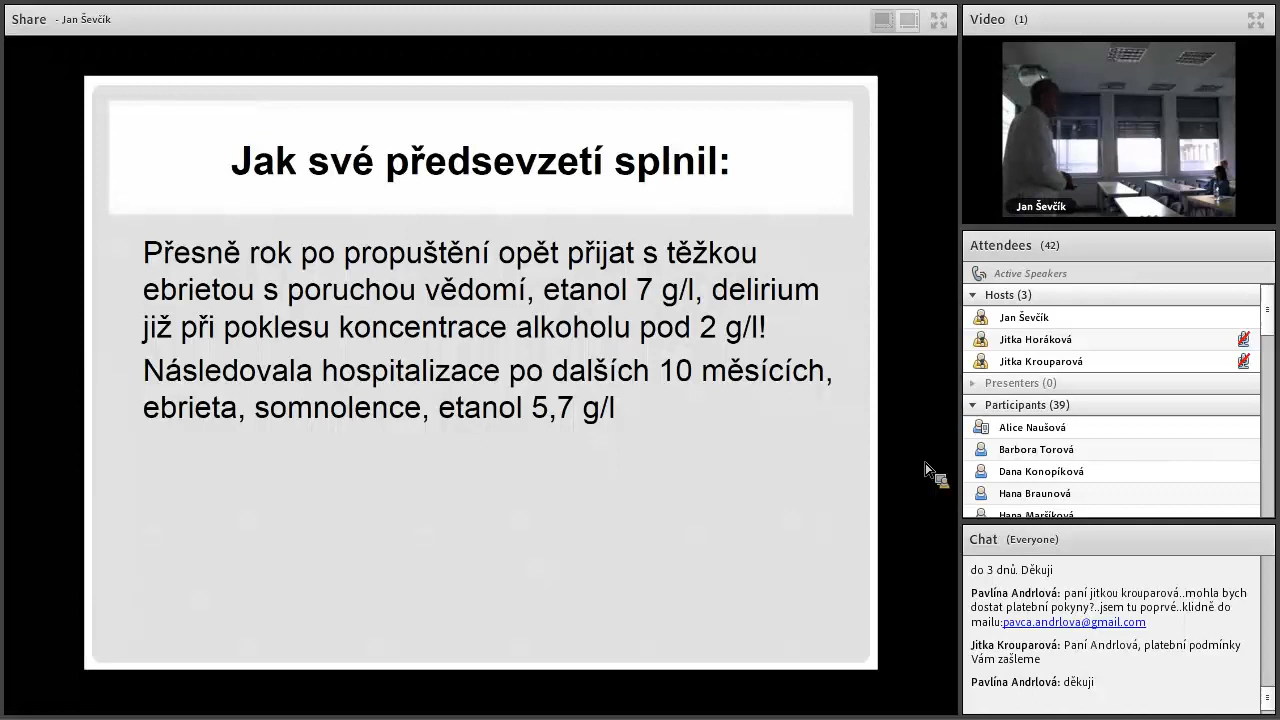 Share - Jan Ševčík
Jak své předsevzetí splnil:
Přesně rok po propuštění opět přijat s těžkou
ebrietou s poruchou vědomí, etanol 7 g/l, delirium
již při poklesu koncentrace alkoholu pod 2 g/l!
Následovala hospitalizace po dalších 10 měsících,
ebrieta, somnolence, etanol 5,7 g/l
Video (1)
Jan Ševčík
Attendees (42)
Active Speakers
Hosts (3)
Jan Ševčík
Jitka Horáková
Jitka Krouparová
Presenters (0)
Participants (39)
Alice Naušová
Barbora Torová
Dana Konopíková
Hana Braunová
Hana Maršíková
Chat (Everyone)
do 3 dnů. Děkuji
Pavlína Andrlová: paní jitkou krouparová..mohla bych
dostat platební pokyny?..jsem tu poprvé..klidně do
mailu:pavca.andrlova@gmail.com
Jitka Krouparová: Paní Andrlová, platební podmínky
Vám zašleme
Pavlína Andrlová: děkuji